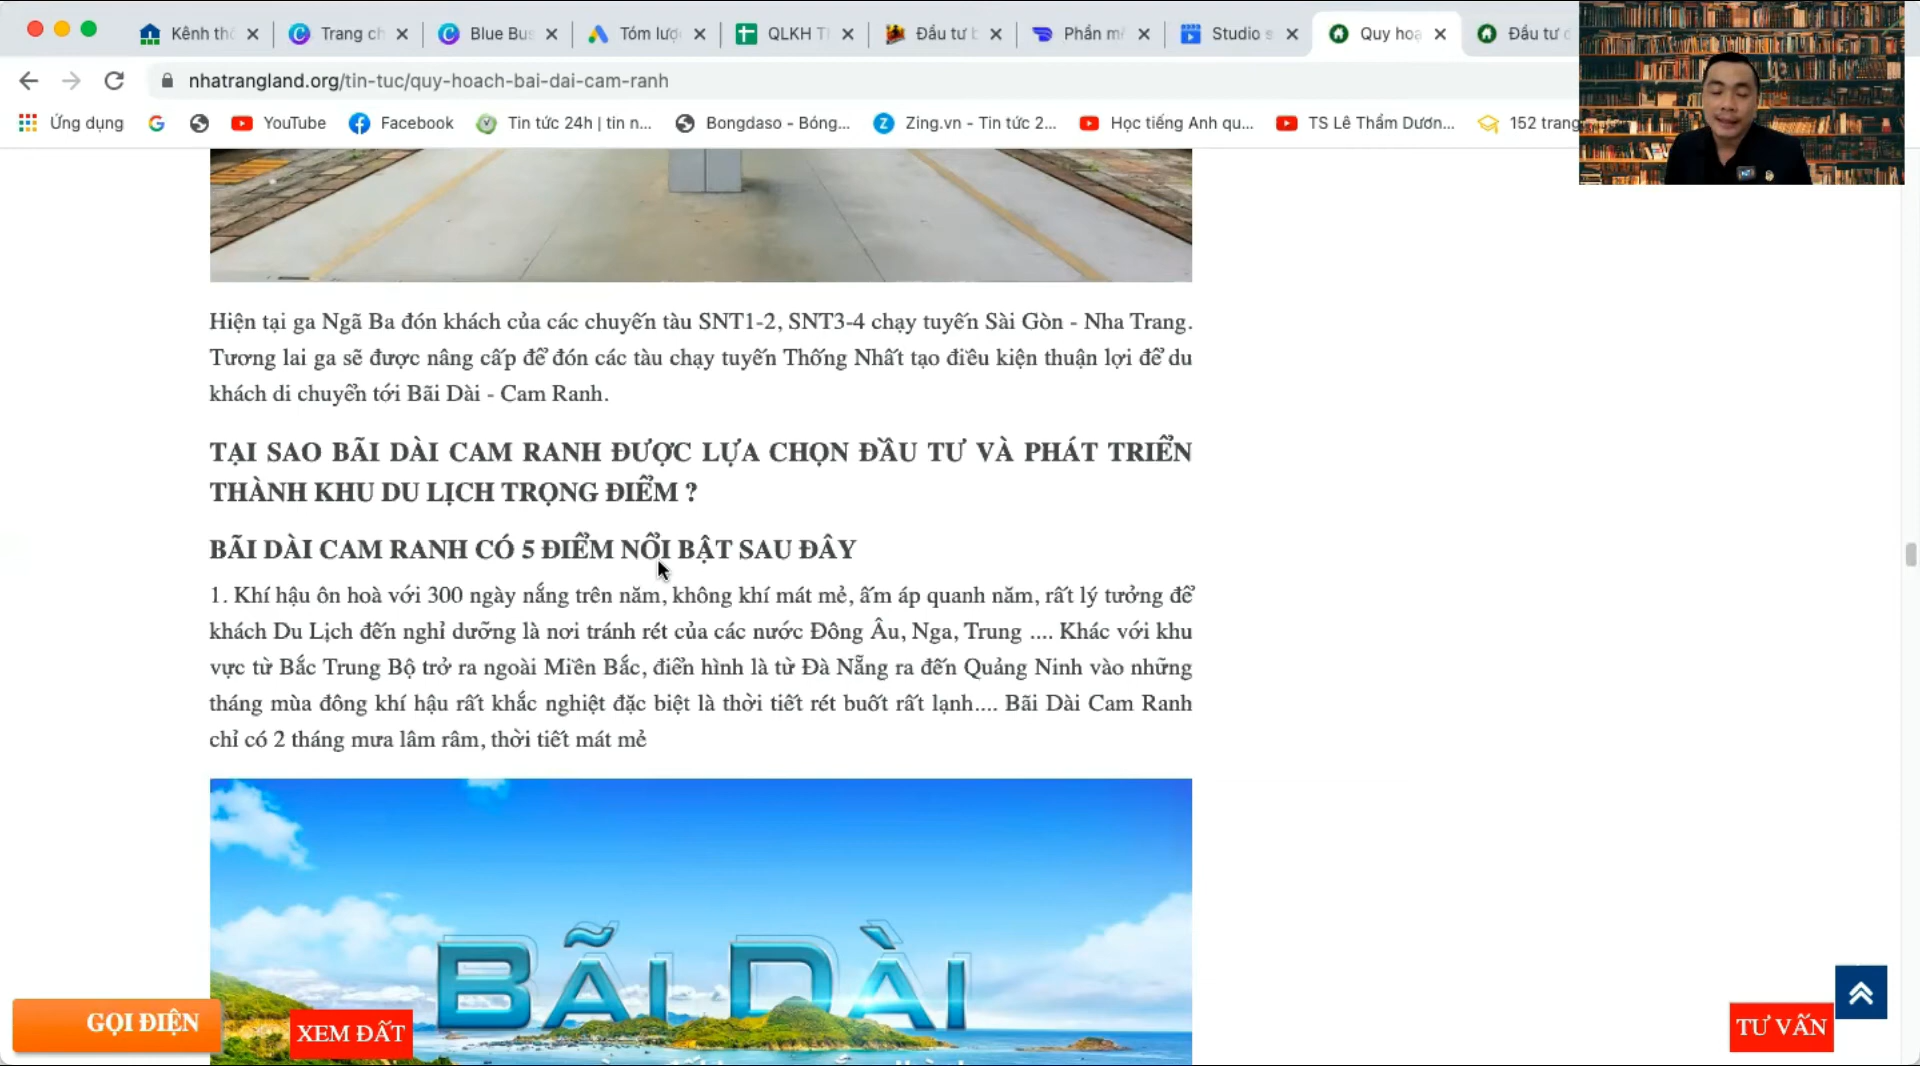 Kênh th
Trang ch
Blue Bu
Tóm lượ
QLKH T
Đầu tư b
Phần m
Studio s
Quy hoạ
Đầu tư c
nhatrangland.org/tin-tuc/quy-hoach-bai-dai-cam-ranh
Ứng dụng
YouTube
Facebook
Tin tức 24h | tin n...
Bongdaso - Bóng...
Zing.vn - Tin tức 2...
Học tiếng Anh qu...
TS Lê Thẩm Dươn...
152 trang
Hiện tại ga Ngã Ba đón khách của các chuyến tàu SNT1-2, SNT3-4 chạy tuyến Sài Gòn - Nha Trang.
Tương lai ga sẽ được nâng cấp để đón các tàu chạy tuyến Thống Nhất tạo điều kiện thuận lợi để du
khách di chuyển tới Bãi Dài - Cam Ranh.
TẠI SAO BÃI DÀI CAM RANH ĐƯỢC LỰA CHỌN ĐẦU TƯ VÀ PHÁT TRIỂN
THÀNH KHU DU LỊCH TRỌNG ĐIỂM ?
BÃI DÀI CAM RANH CÓ 5 ĐIỂM NỔI BẬT SAU ĐÂY
1. Khí hậu ôn hoà với 300 ngày nắng trên năm, không khí mát mẻ, ấm áp quanh năm, rất lý tưởng để
khách Du Lịch đến nghỉ dưỡng là nơi tránh rét của các nước Đông Âu, Nga, Trung .... Khác với khu
vực từ Bắc Trung Bộ trở ra ngoài Miền Bắc, điển hình là từ Đà Nẵng ra đến Quảng Ninh vào những
tháng mùa đông khí hậu rất khắc nghiệt đặc biệt là thời tiết rét buốt rất lạnh.... Bãi Dài Cam Ranh
chỉ có 2 tháng mưa lâm râm, thời tiết mát mẻ
BÃI DÀI
GỌI ĐIỆN
XEM ĐẤT
TƯ VẤN